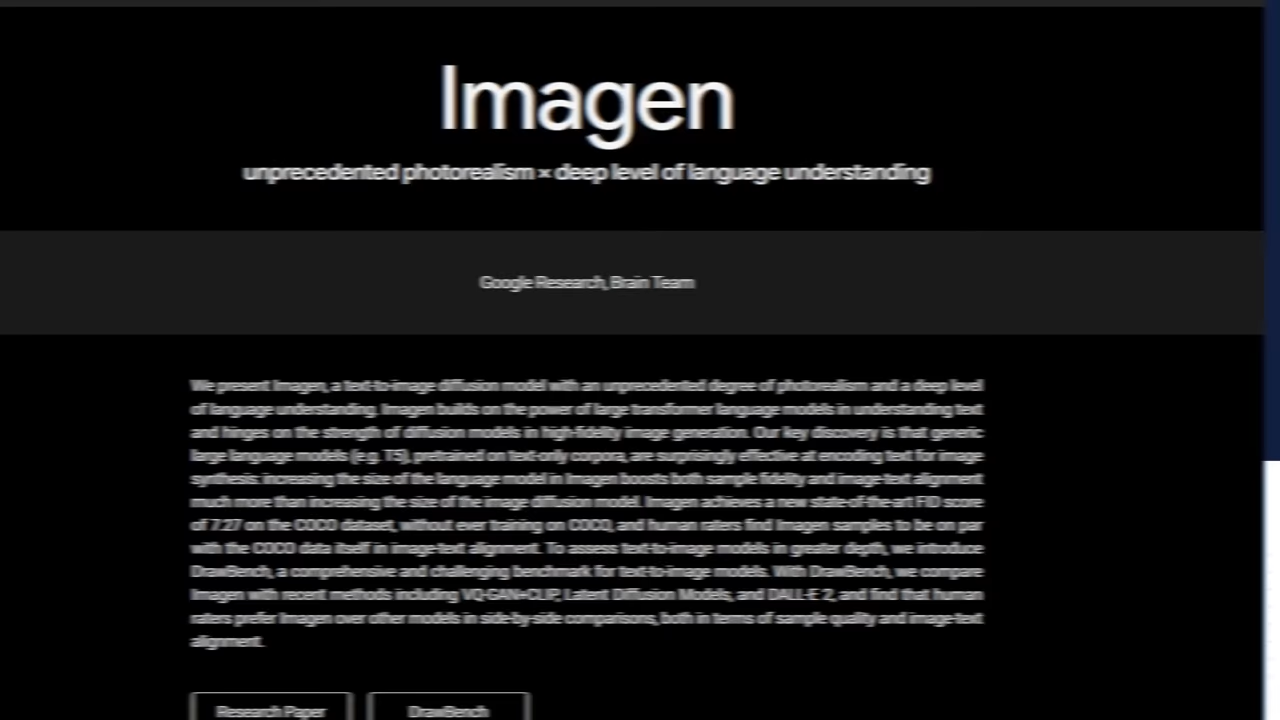 Imagen
unprecedented photorealism × deep level of language understanding
Google Research, Brain Team
We present Imagen, a text-to-image diffusion model with an unprecedented degree of photorealism and a deep level
of language understanding. Imagen builds on the power of large transformer language models in understanding text
and hinges on the strength of diffusion models in high-fidelity image generation. Our key discovery is that generic
large language models (e.g. T5), pretrained on text-only corpora, are surprisingly effective at encoding text for image
synthesis: increasing the size of the language model in Imagen boosts both sample fidelity and image-text alignment
much more than increasing the size of the image diffusion model. Imagen achieves a new state-of-the-art FID score
of 7.27 on the COCO dataset, without ever training on COCO, and human raters find Imagen samples to be on par
with the COCO data itself in image-text alignment. To assess text-to-image models in greater depth, we introduce
DrawBench, a comprehensive and challenging benchmark for text-to-image models. With DrawBench, we compare
Imagen with recent methods including VQ-GAN+CLIP, Latent Diffusion Models, and DALL-E 2, and find that human
raters prefer Imagen over other models in side-by-side comparisons, both in terms of sample quality and image-text
alignment.
Research Paper
DrawBench